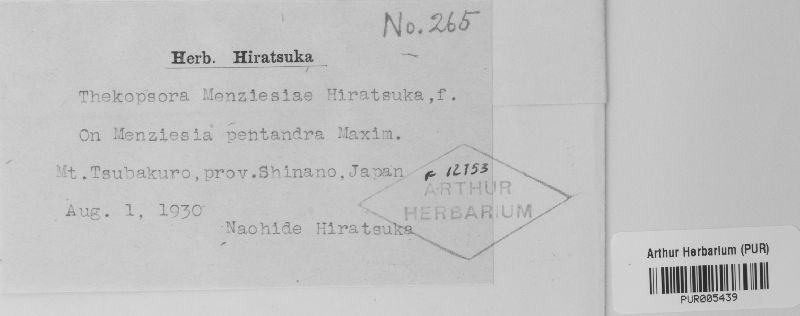 No. 265
Herb. Hiratsuka
Thekopsora Menziesiae Hiratsuka, f.
On Menziesia pentandra Maxim.
Mt. Tsubakuro, prov. Shinano, Japan
F 12753
ARTHUR
HERBARIUM
Aug. 1, 1930
Naohide Hiratsuka
Arthur Herbarium (PUR)
PUR005439